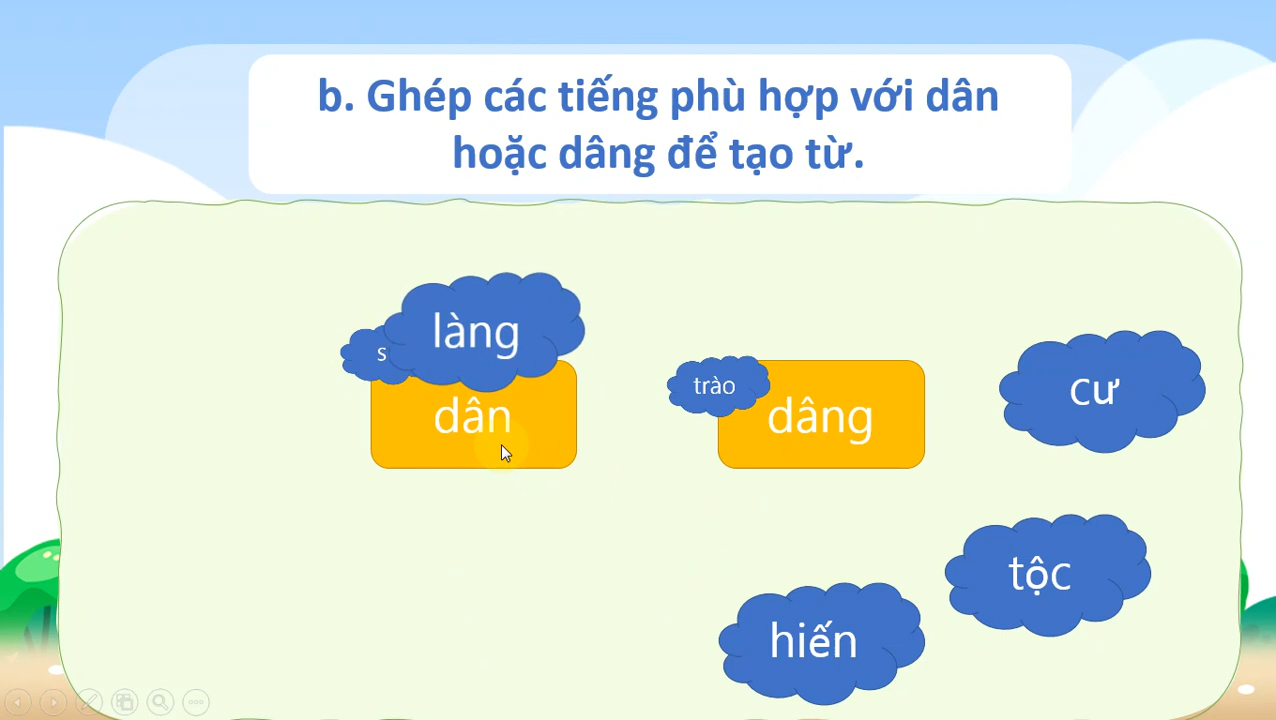 b. Ghép các tiếng phù hợp với dân
hoặc dâng để tạo từ.
làng
dân
trào
dâng
cư
tộc
hiến